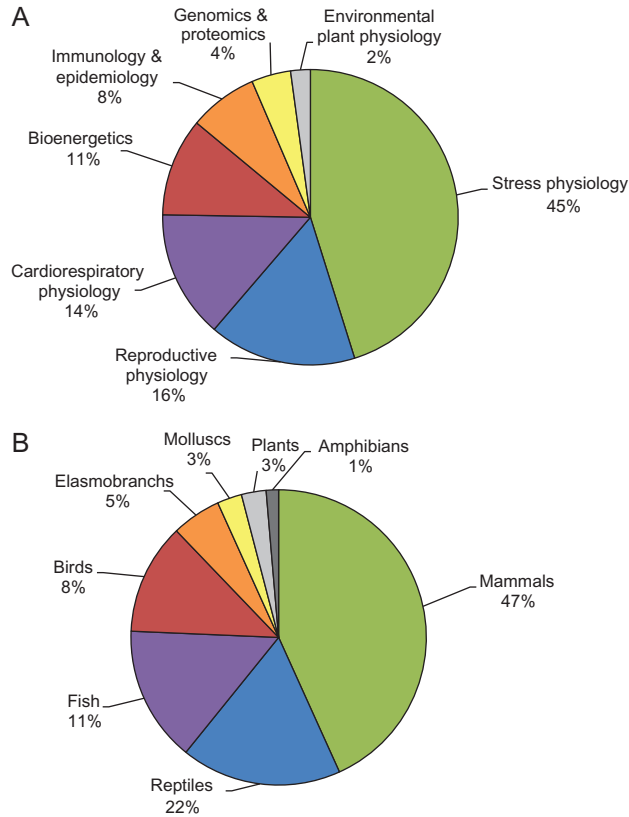 A
Genomics &
proteomics
4%
Environmental
plant physiology
2%
Immunology &
epidemiology
8%
Bioenergetics
11%
Stress physiology
45%
Cardiorespiratory
physiology
14%
Reproductive
physiology
16%
B
Molluscs
3%
Plants
3%
Amphibians
1%
Elasmobranchs
5%
Birds
8%
Mammals
47%
Fish
11%
Reptiles
22%